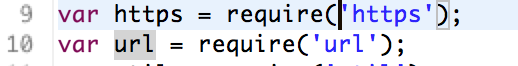 9 var https = require('https');
10 var url = require('url');